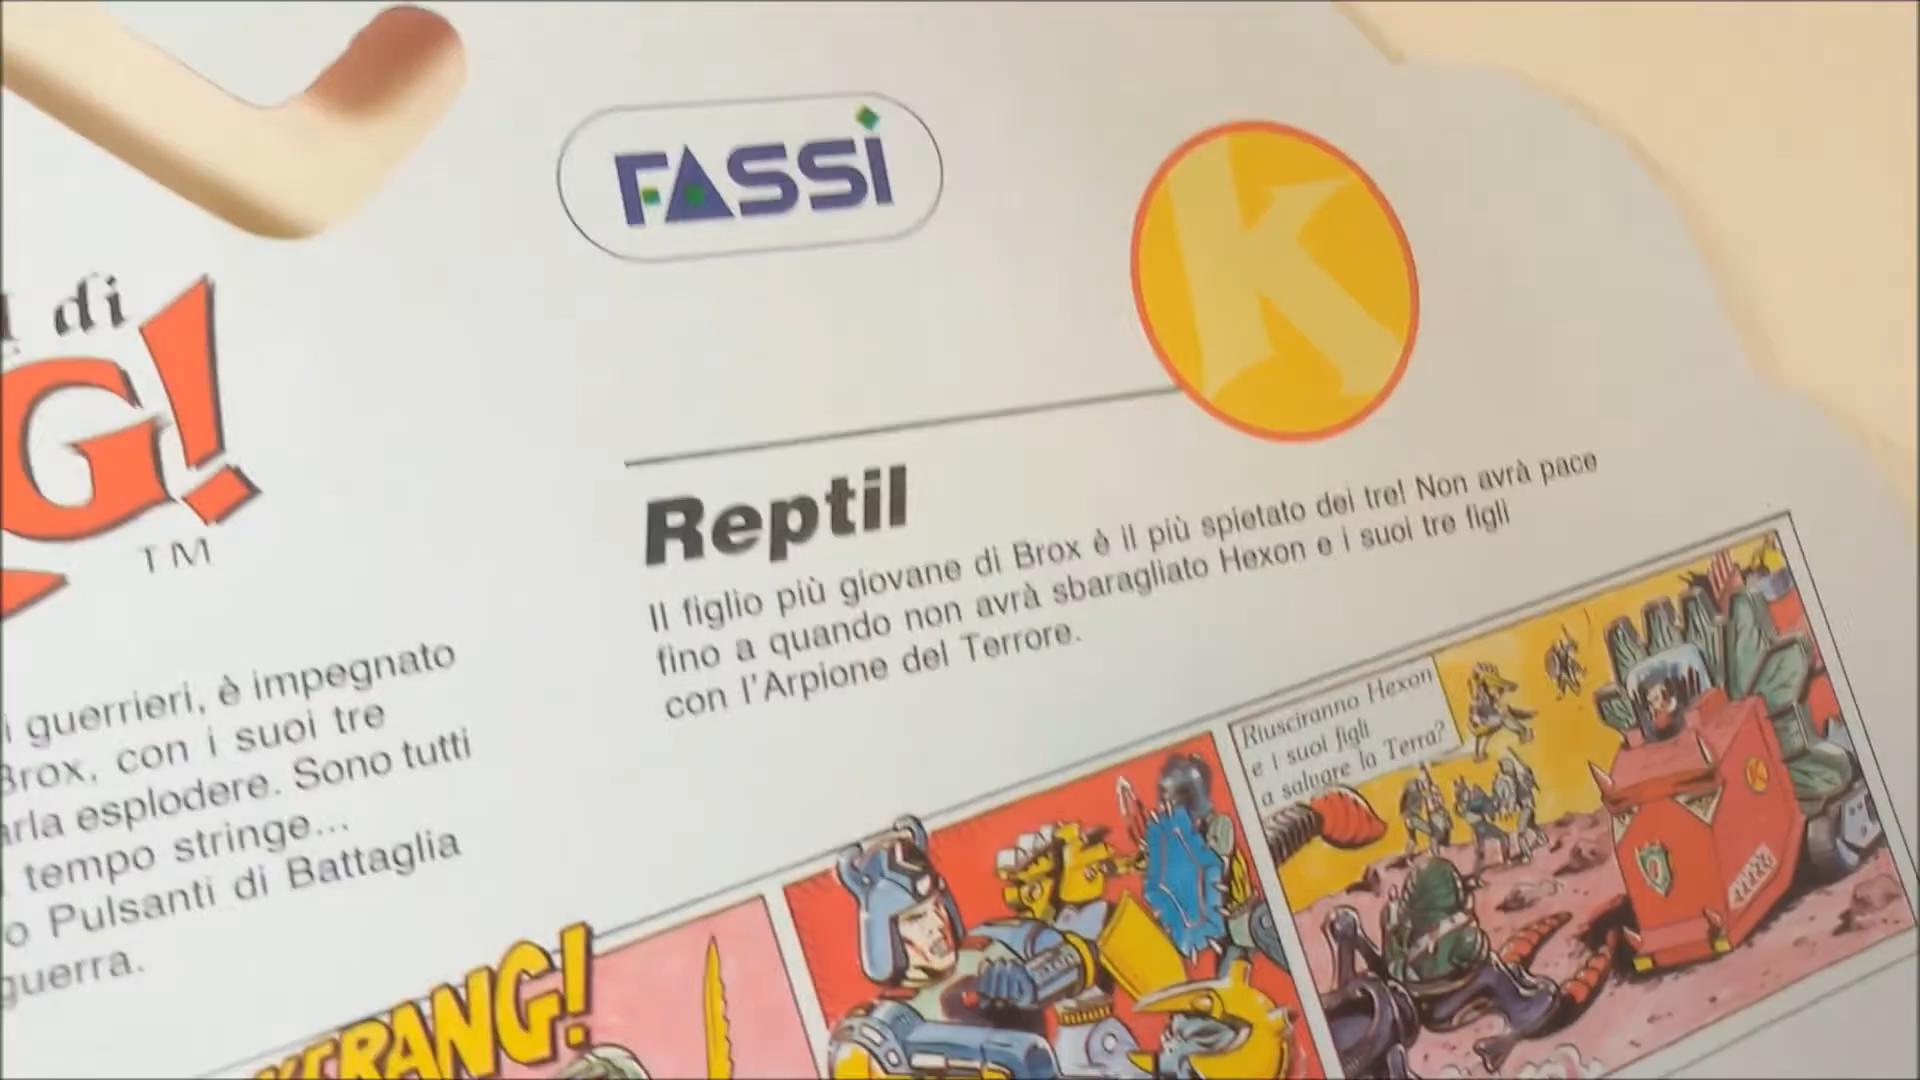 di
G!
TM
i guerrieri, è impegnato
Brox, con i suoi tre
arla esplodere. Sono tutti
tempo stringe...
o Pulsanti di Battaglia
guerra.
FASSI
K
Reptil
Il figlio più giovane di Brox è il più spietato dei tre! Non avrà pace
fino a quando non avrà sbaragliato Hexon e i suoi tre figli
con l'Arpione del Terrore.
KERANG!
Riusciranno Hexon
e i suoi figli
a salvare la Terra?
K